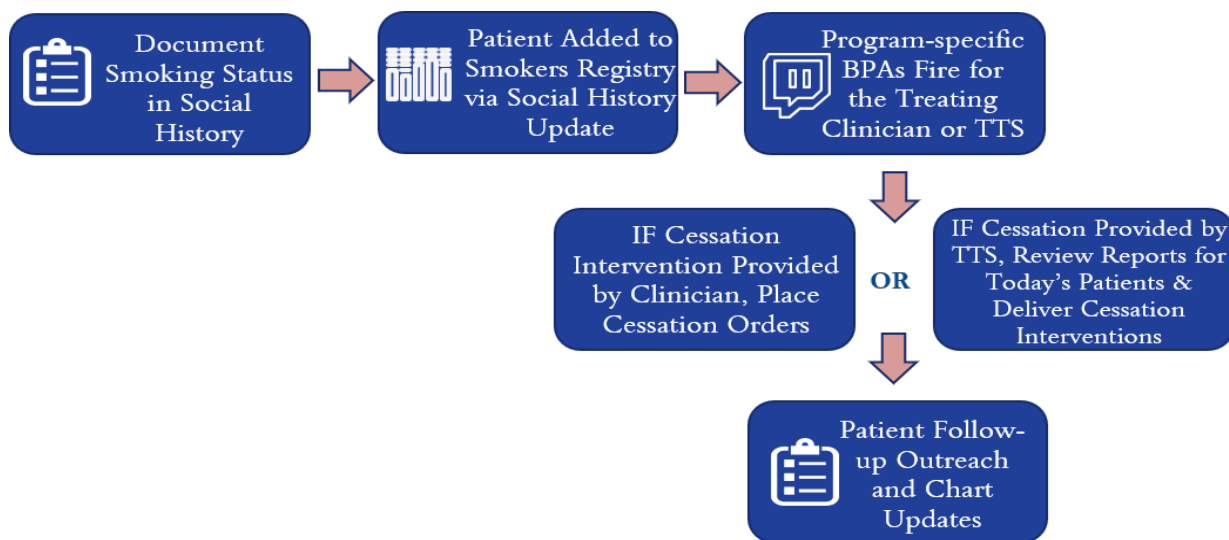 Document
Smoking Status
in Social
History
Patient Added to
Smokers Registry
via Social History
Update
Program-specific
BPAs Fire for
the Treating
Clinician or TTS
IF Cessation
Intervention Provided
by Clinician, Place
Cessation Orders
OR
IF Cessation Provided by
TTS, Review Reports for
Today's Patients &
Deliver Cessation
Interventions
Patient Follow-
up Outreach
and Chart
Updates